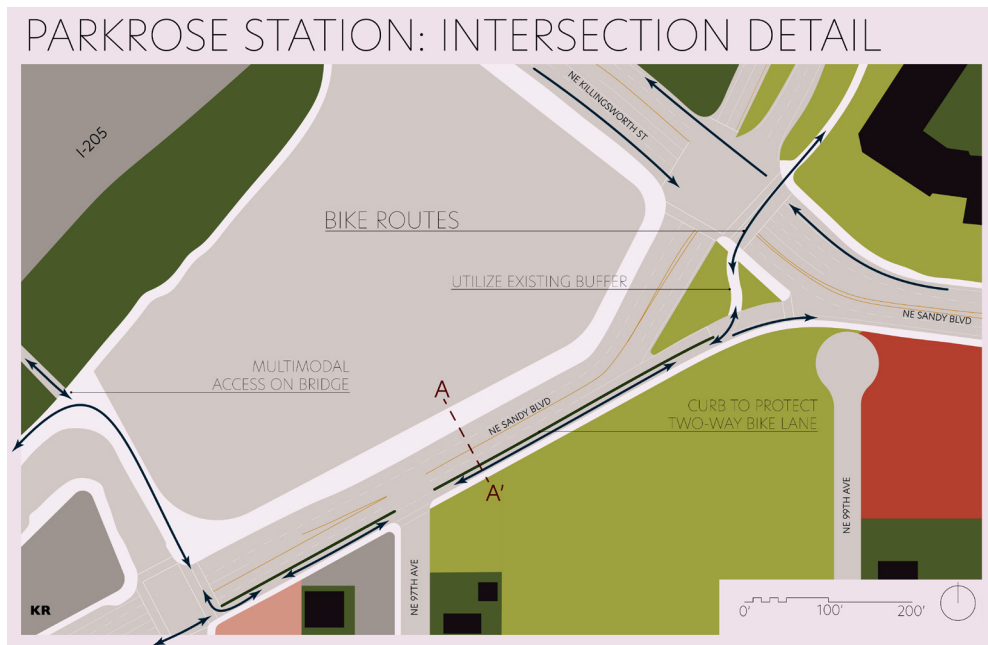 PARKROSE STATION: INTERSECTION DETAIL
I-205
NE KILLINGSWORTH ST
BIKE ROUTES
UTILIZE EXISTING BUFFER
NE SANDY BLVD
MULTIMODAL
ACCESS ON BRIDGE
A
NE SANDY BLVD
CURB TO PROTECT
TWO-WAY BIKE LANE
A'
NE 97TH AVE
NE 99TH AVE
KR
0' 100' 200'